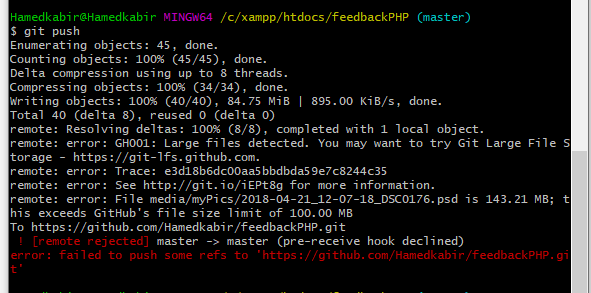 Hamedkabir@Hamedkabir MINGW64 /c/xampp/htdocs/feedbackPHP (master)
$ git push
Enumerating objects: 45, done.
Counting objects: 100% (45/45), done.
Delta compression using up to 8 threads.
Compressing objects: 100% (34/34), done.
Writing objects: 100% (40/40), 84.75 MiB | 895.00 KiB/s, done.
Total 40 (delta 8), reused 0 (delta 0)
remote: Resolving deltas: 100% (8/8), completed with 1 local object.
remote: error: GH001: Large files detected. You may want to try Git Large File S
torage - https://git-lfs.github.com.
remote: error: Trace: e3d18b6dc00aa5bbdbda59e7c8244c35
remote: error: See http://git.io/iEPt8g for more information.
remote: error: File media/myPics/2018-04-21_12-07-18_DSC0176.psd is 143.21 MB; t
his exceeds GitHub's file size limit of 100.00 MB
To https://github.com/Hamedkabir/feedbackPHP.git
! [remote rejected] master -> master (pre-receive hook declined)
error: failed to push some refs to 'https://github.com/Hamedkabir/feedbackPHP.gi
t'